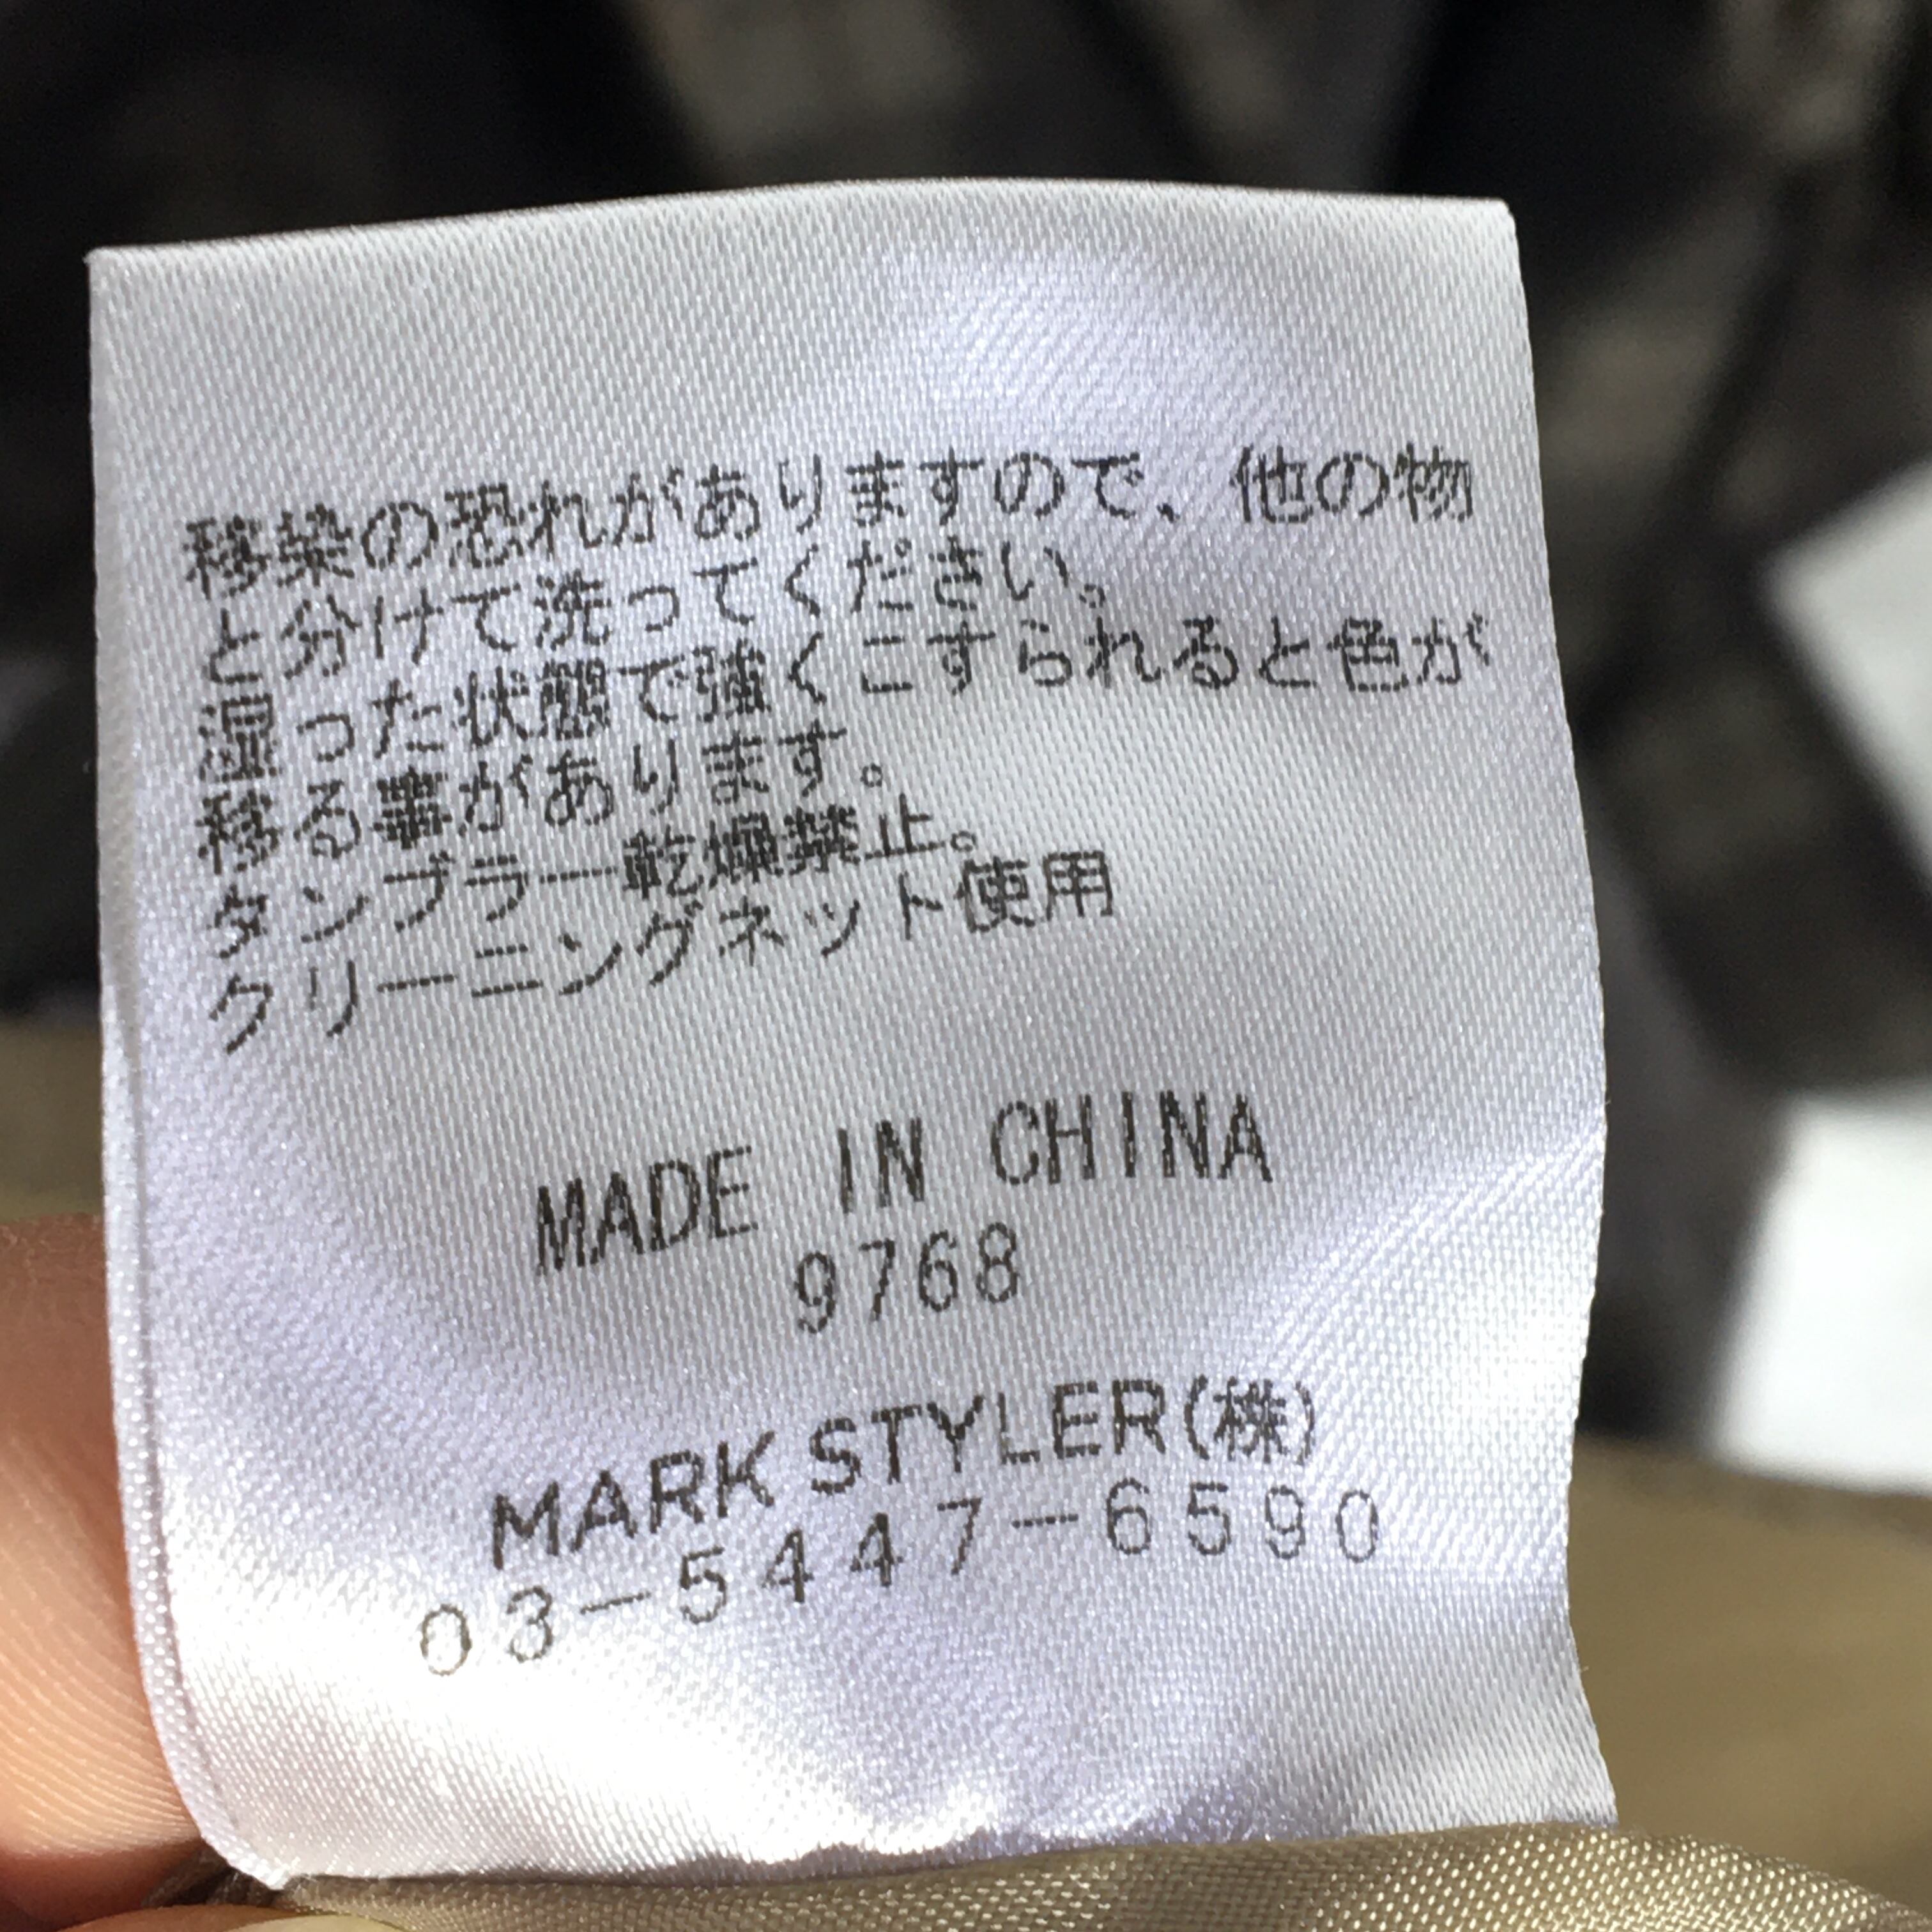 移染の恐れがありますので、他の物
と分けて洗ってください。
湿った状態で強くこすられると色が
移る事があります。
タンブラー乾燥禁止。
クリーニングネット使用
MADE IN CHINA
9768
MARK STYLER(株)
03-5447-6590